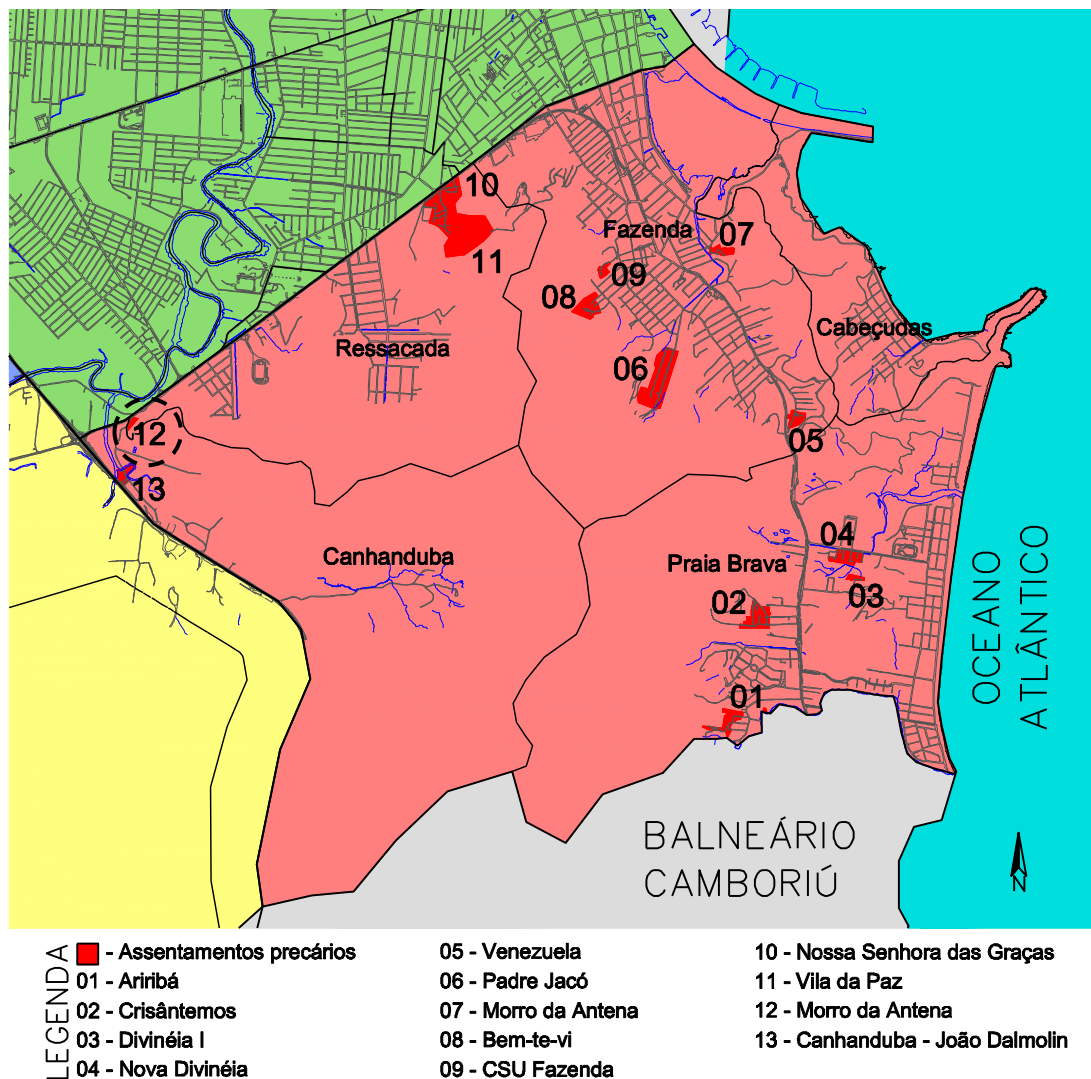 10
07
Fazenda
11
09
08
Cabeçudas
Ressacada
06
12
05
13
04
Canhanduba
Praia Brava
03
02
01
OCEANO
ATLÂNTICO
BALNEÁRIO
CAMBORIÚ
N
LEGENDA
- Assentamentos precários
01 - Ariribá
02 - Crisântemos
03 - Divinéia I
04 - Nova Divinéia
05 - Venezuela
06 - Padre Jacó
07 - Morro da Antena
08 - Bem-te-vi
09 - CSU Fazenda
10 - Nossa Senhora das Graças
11 - Vila da Paz
12 - Morro da Antena
13 - Canhanduba - João Dalmolin